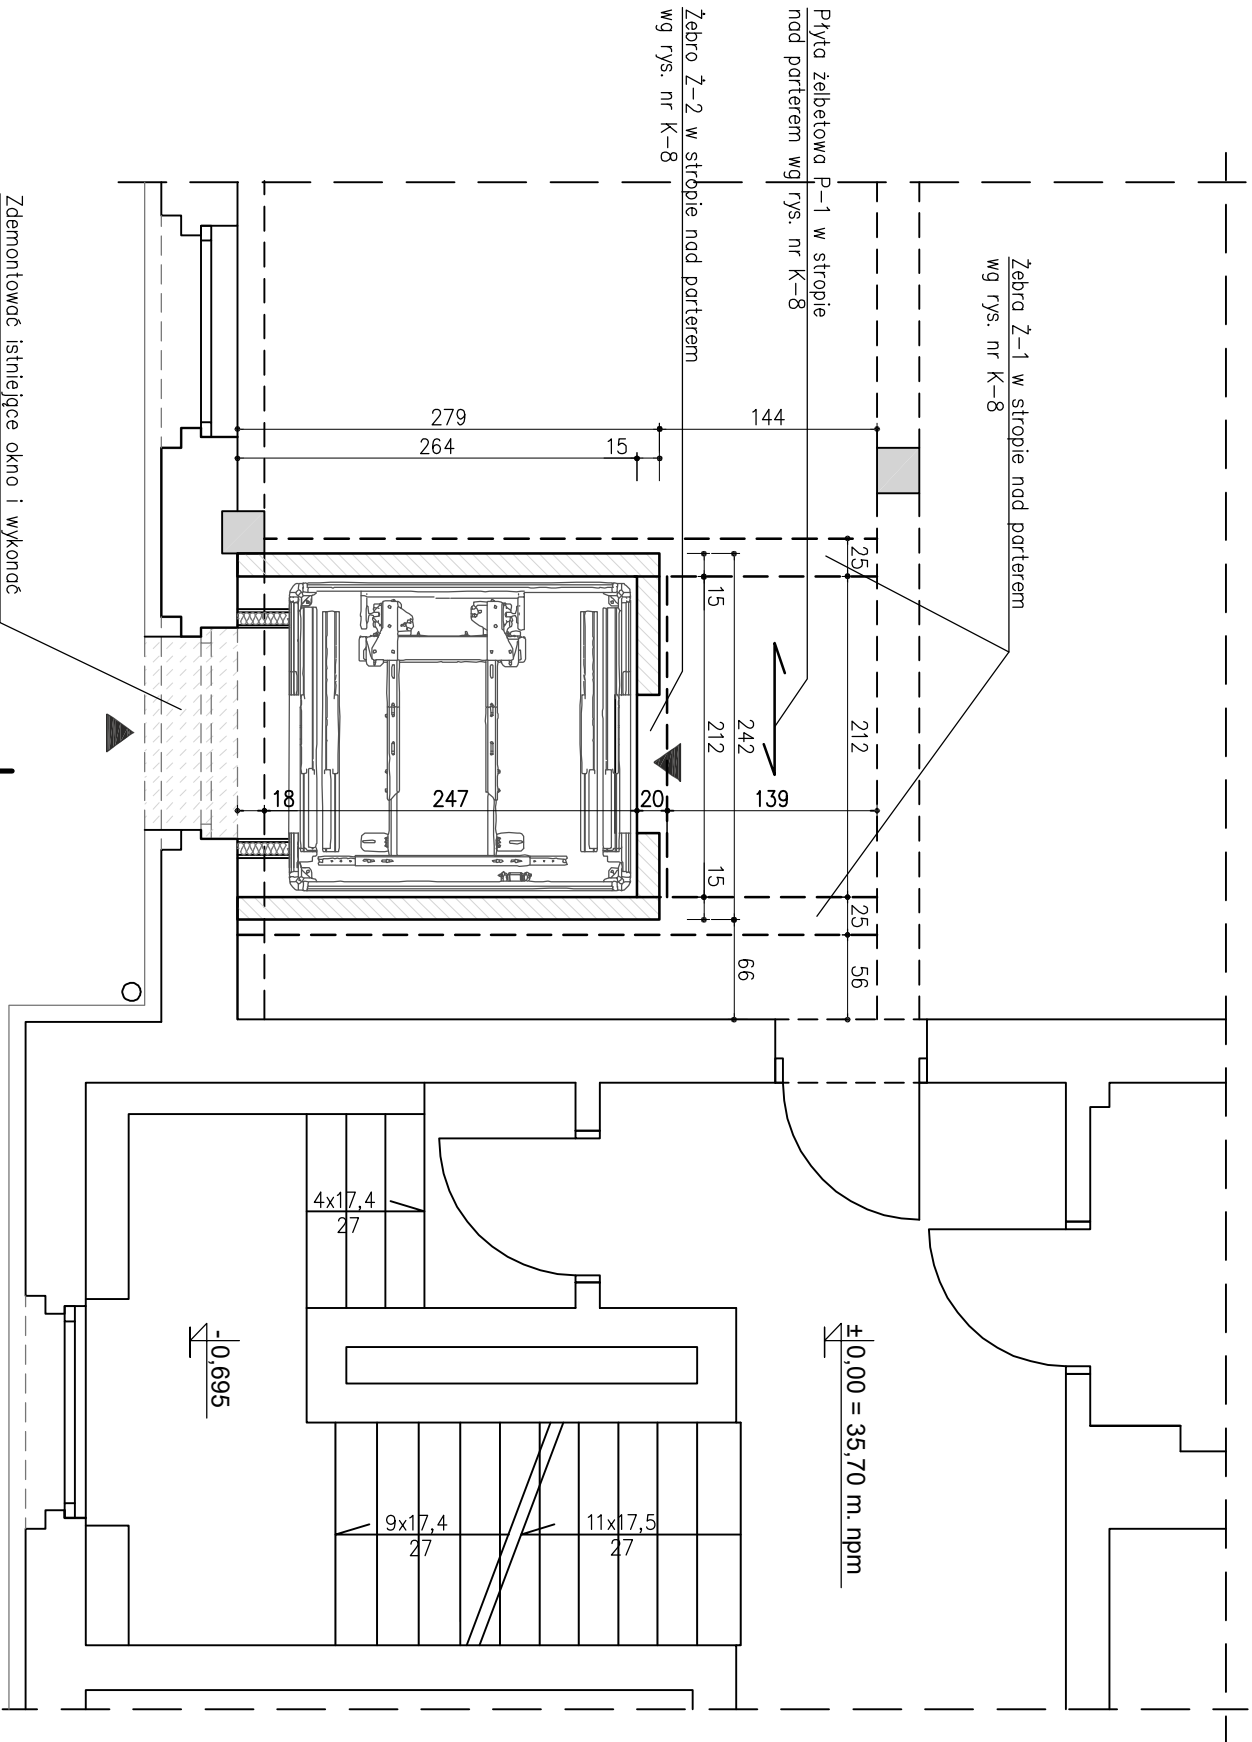 Żebra Ż-1 w stropie nad parterem
wg rys. nr K-8
Płyta żelbetowa P-1 w stropie
nad parterem wg rys. nr K-8
Żebro Ż-2 w stropie nad parterem
wg rys. nr K-8
Zdemontować istniejące okno i wykonać
279
144
264
15
25
212
25
56
15
212
15
242
66
18
247
20
139
4x17,4
27
9x17,4
27
11x17,5
27
-0,695
±0,00 = 35,70 m. npm